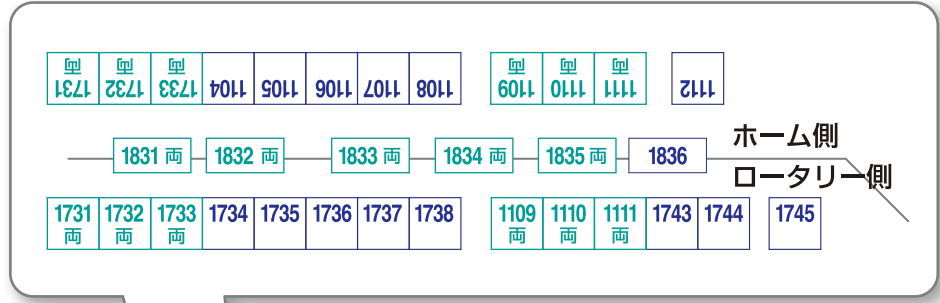 1731 両 1732 両 1733 両 1104 1105 1106 1107 1108 1109 両 1110 両 1111 両 1112
ホーム側
1831 両 1832 両 1833 両 1834 両 1835 両 1836
ロータリー側
1731 1732 1733 1734 1735 1736 1737 1738 1109 1110 1111 1743 1744 1745
両 両 両 両 両 両